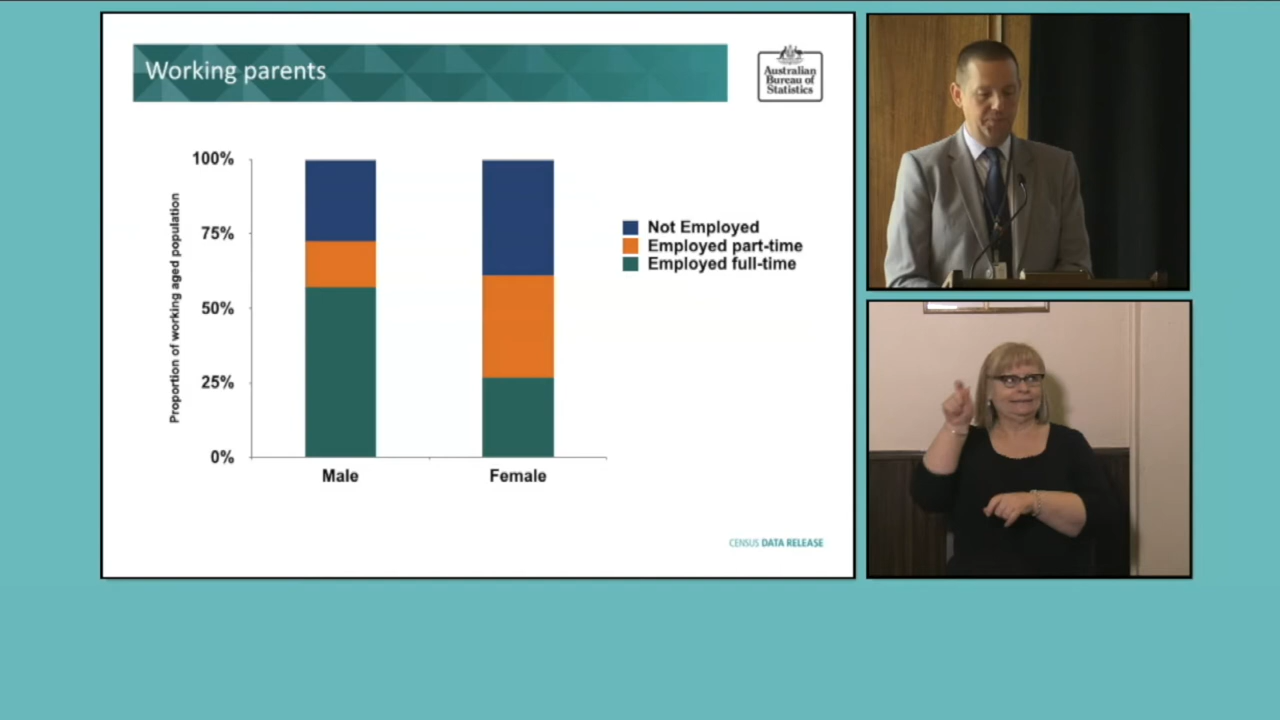 Working parents
Australian
Bureau of
Statistics
Proportion of working aged population
100%
75%
50%
25%
0%
Male
Female
Not Employed
Employed part-time
Employed full-time
CENSUS DATA RELEASE